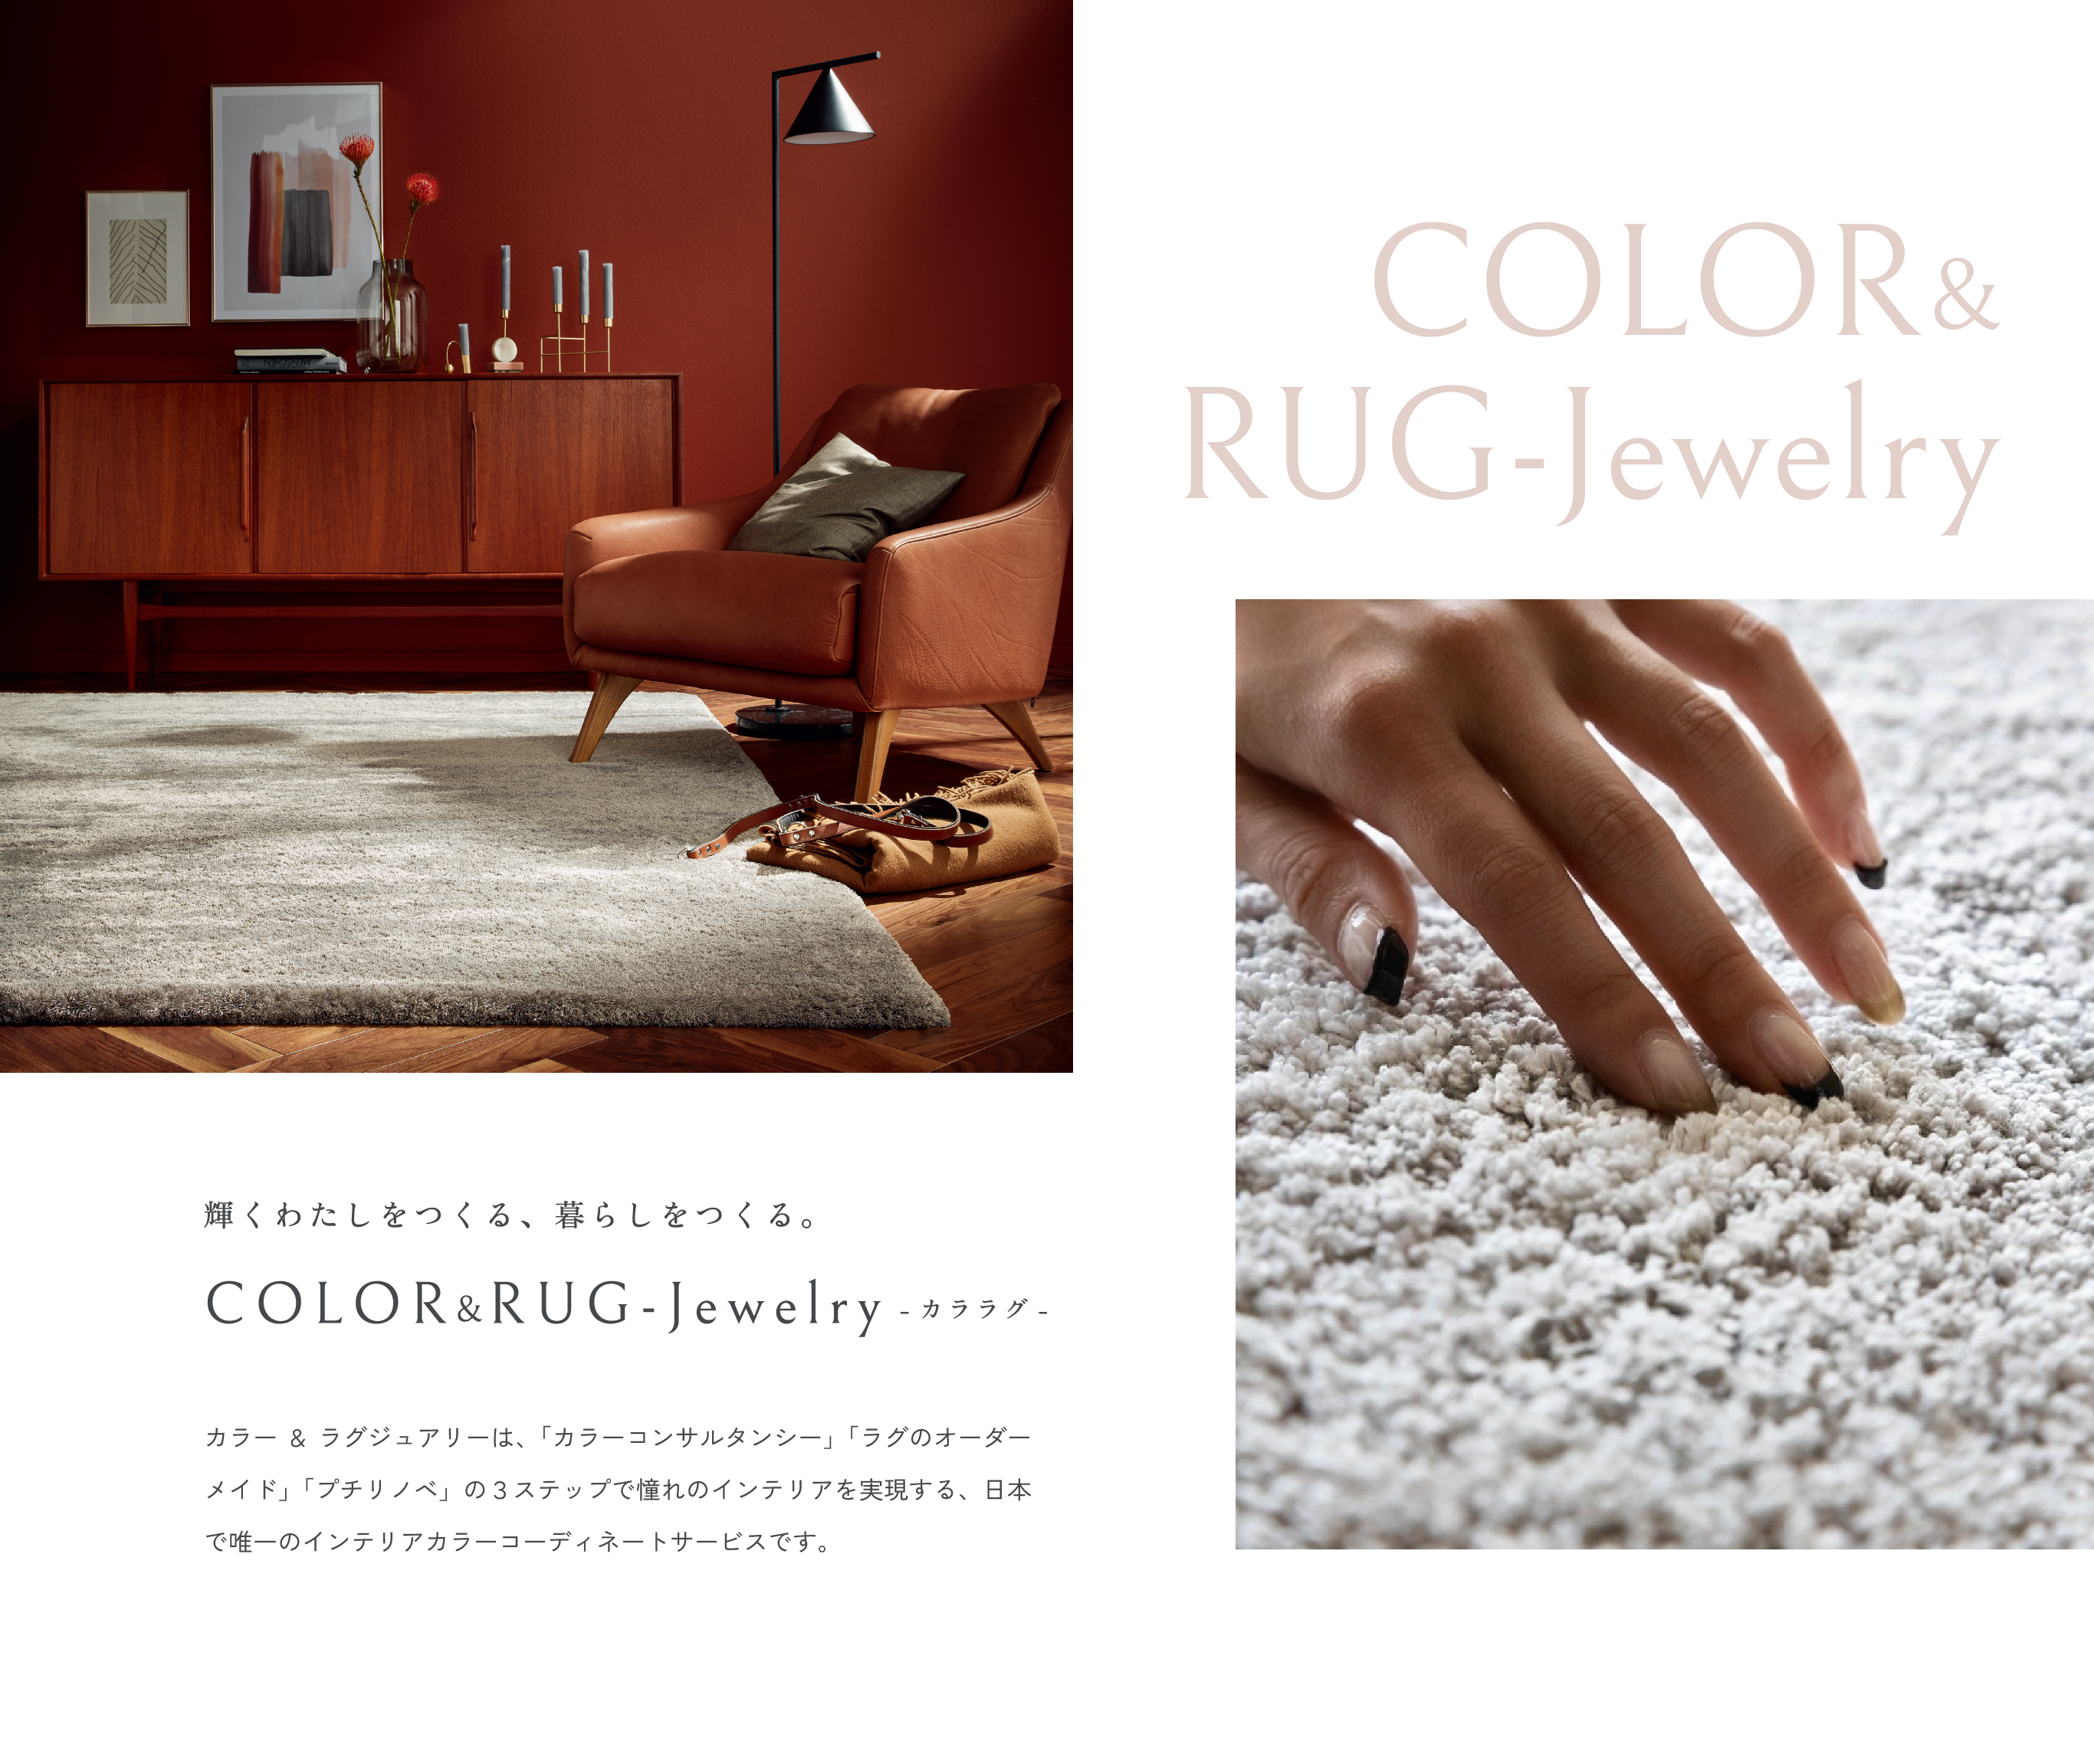 COLOR&
RUG-Jewelry
輝くわたしをつくる、暮らしをつくる。
COLOR&RUG-Jewelry -カララグ-
カラー & ラグジュアリーは、「カラーコンサルタンシー」「ラグのオーダー
メイド」「プチリノベ」の3ステップで憧れのインテリアを実現する、日本
で唯一のインテリアカラーコーディネートサービスです。